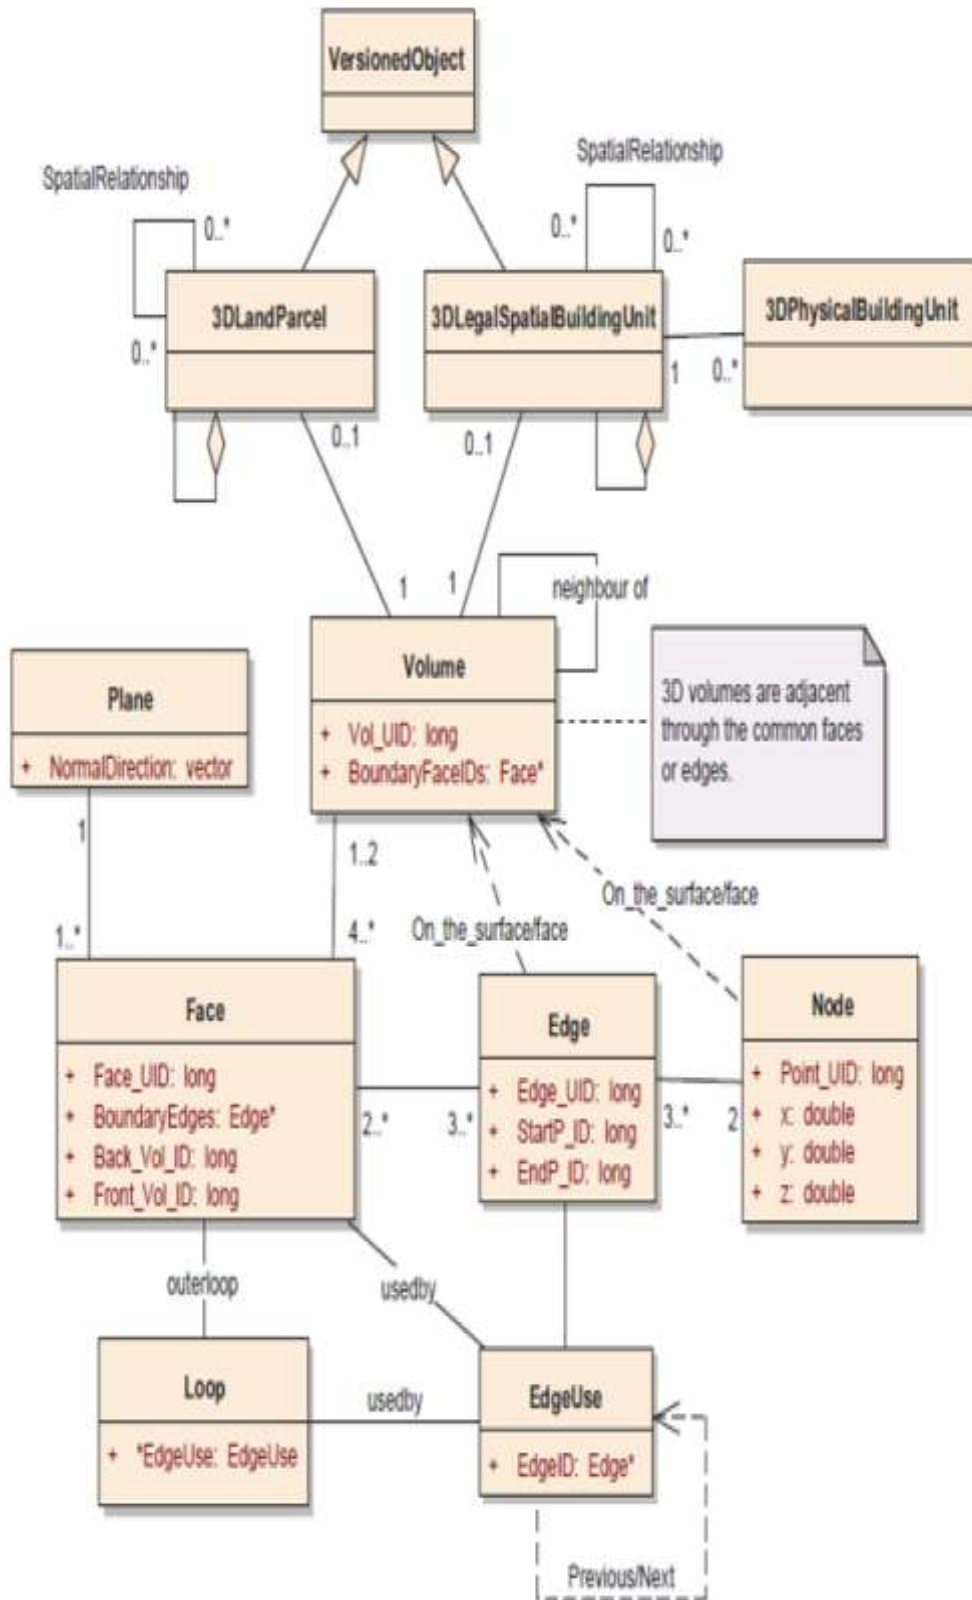 VersionedObject
SpatialRelationship
SpatialRelationship
0..*
0..*
0..*
0..*
3DLandParcel
3DLegalSpatialBuildingUnit
3DPhysicalBuildingUnit
1
0..*
0..1
0..1
1
1
neighbour of
Volume
+ Vol_UID: long
+ BoundaryFaceIDs: Face*
3D volumes are adjacent
through the common faces
or edges.
Plane
+ NormalDirection: vector
1
1..*
1..2
4..*
On_the_surface/face
On_the_surface/face
Face
+ Face_UID: long
+ BoundaryEdges: Edge*
+ Back_Vol_ID: long
+ Front_Vol_ID: long
2..*
3..*
Edge
+ Edge_UID: long
+ StartP_ID: long
+ EndP_ID: long
3..*
2
Node
+ Point_UID: long
+ x: double
+ y: double
+ z: double
outerloop
usedby
Loop
+ *EdgeUse: EdgeUse
usedby
EdgeUse
+ EdgeID: Edge*
Previous/Next